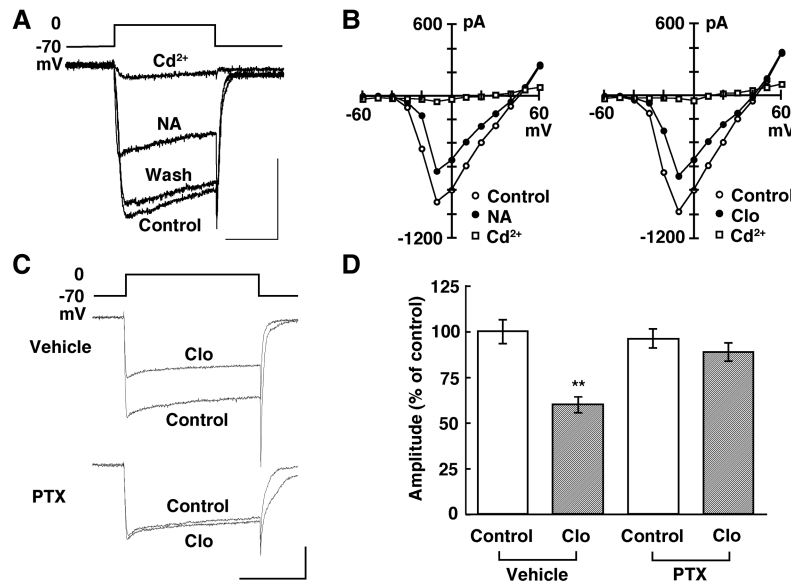 A
0
-70
mV
Cd²⁺
NA
Wash
Control
B
600
pA
-60
60
mV
-1200
Control
NA
Cd²⁺
600
pA
-60
60
mV
-1200
Control
Clo
Cd²⁺
C
0
-70
mV
Vehicle
Clo
Control
PTX
Control
Clo
D
Amplitude (% of control)
125
100
75
50
25
0
**
Control Clo Control Clo
Vehicle PTX